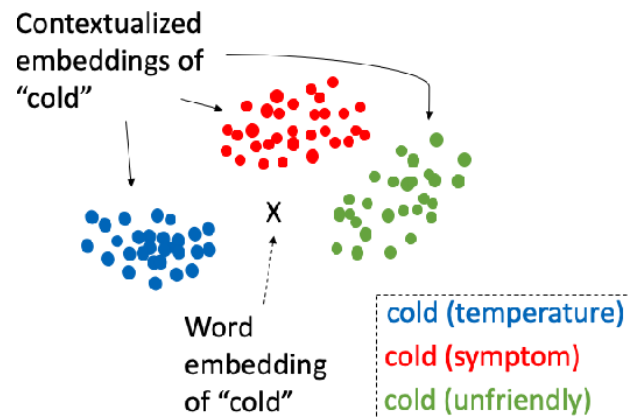 Contextualized
embeddings of
“cold”
X
Word
embedding
of “cold”
cold (temperature)
cold (symptom)
cold (unfriendly)